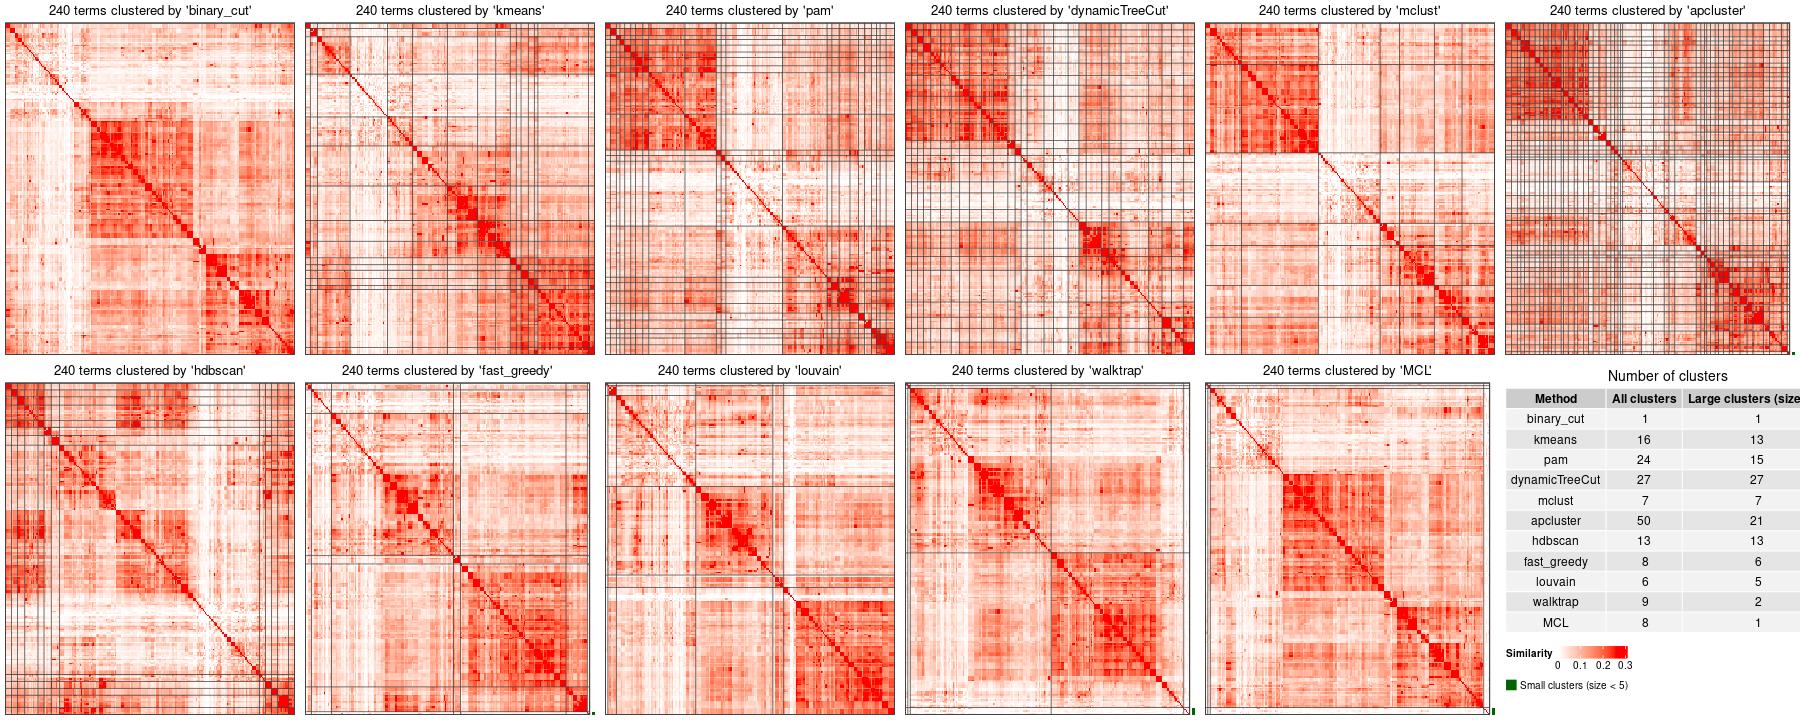 240 terms clustered by 'binary_cut'
240 terms clustered by 'kmeans'
240 terms clustered by 'pam'
240 terms clustered by 'dynamicTreeCut'
240 terms clustered by 'mclust'
240 terms clustered by 'apcluster'
240 terms clustered by 'hdbscan'
240 terms clustered by 'fast_greedy'
240 terms clustered by 'louvain'
240 terms clustered by 'walktrap'
240 terms clustered by 'MCL'
Number of clusters
Method All clusters Large clusters (size
binary_cut 1 1
kmeans 16 13
pam 24 15
dynamicTreeCut 27 27
mclust 7 7
apcluster 50 21
hdbscan 13 13
fast_greedy 8 6
louvain 6 5
walktrap 9 2
MCL 8 1
Similarity
0 0.1 0.2 0.3
Small clusters (size < 5)